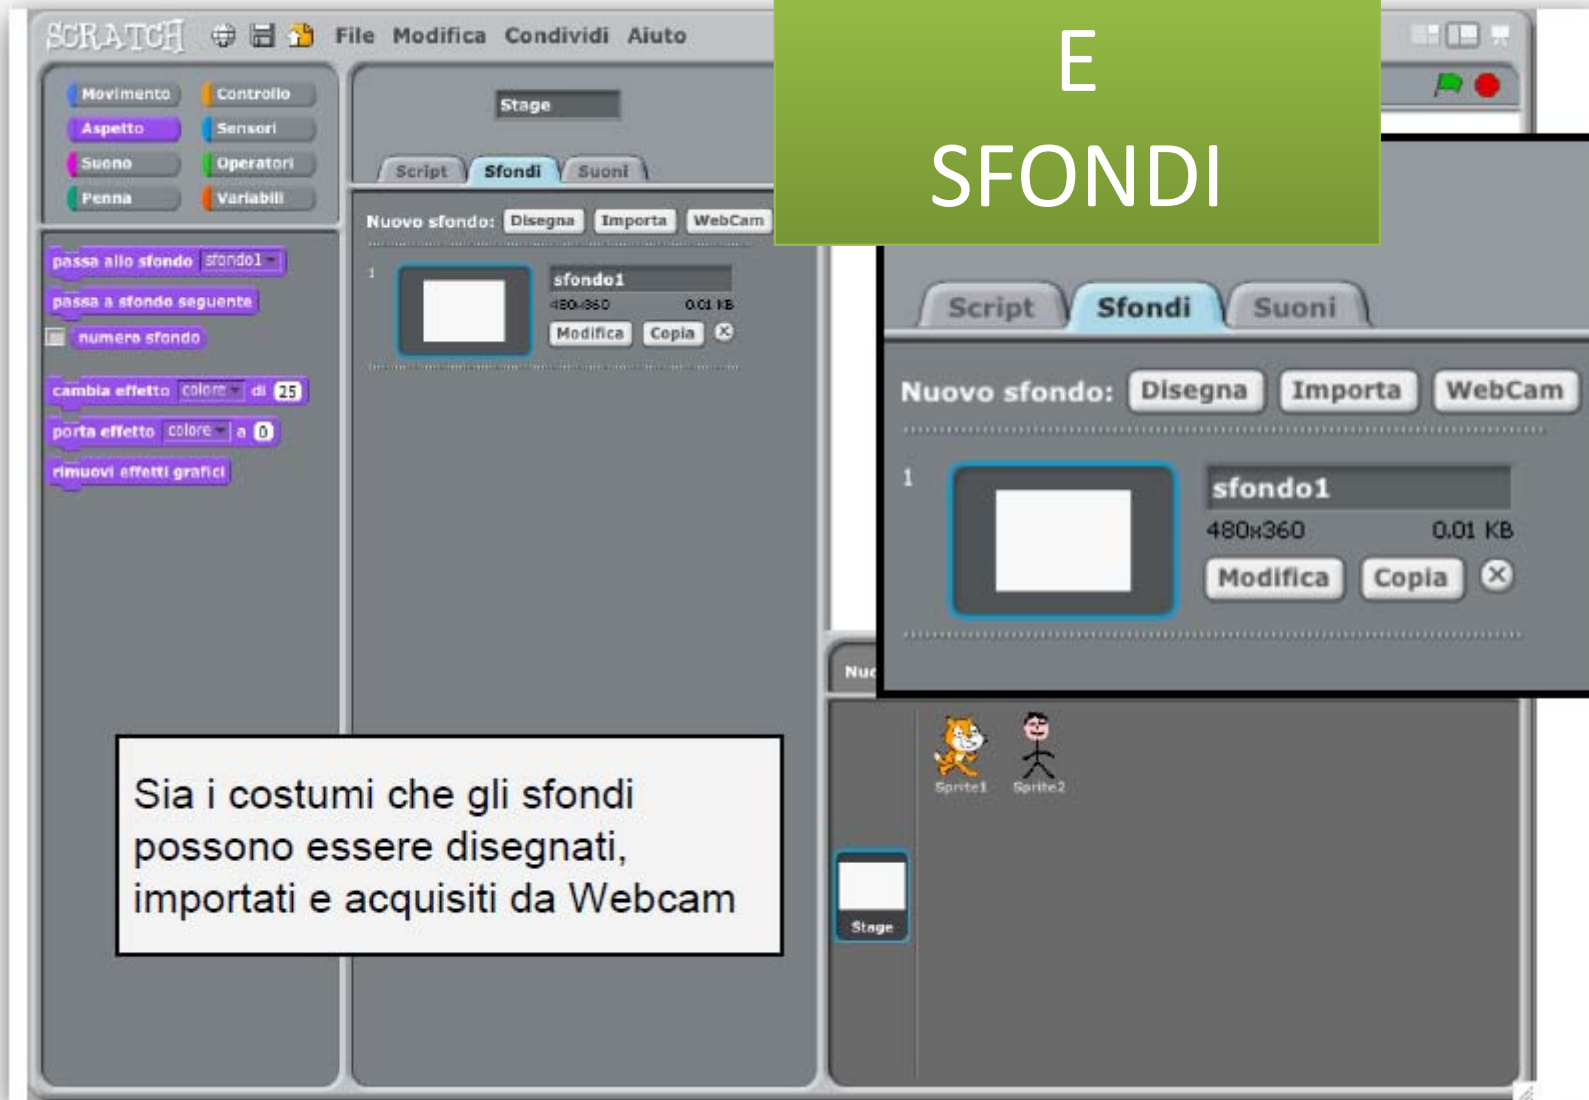 SCRATCH File Modifica Condividi Aiuto
E
SFONDI
Movimento Controllo
Aspetto Sensori
Suono Operatori
Penna Variabili
passa allo sfondo sfondo1
passa a sfondo seguente
numero sfondo
cambia effetto colore di 25
porta effetto colore a 0
rimuovi effetti grafici
Stage
Script Sfondi Suoni
Nuovo sfondo: Disegna Importa WebCam
1
sfondo1
480x360 0.01 KB
Modifica Copia
Script Sfondi Suoni
Nuovo sfondo: Disegna Importa WebCam
1
sfondo1
480x360 0.01 KB
Modifica Copia
Sprite1 Sprite2
Stage
Sia i costumi che gli sfondi
possono essere disegnati,
importati e acquisiti da Webcam